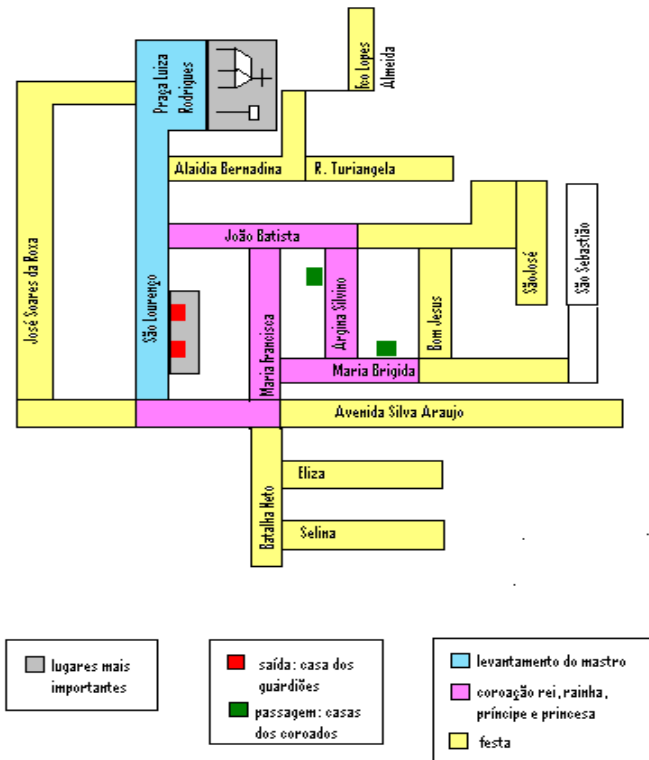 Fco Lopes
Almeida
Praça Luiza
Rodrigues
Alaidia Bernadina
R. Turiangela
João Batista
São José
São Sebastião
José Soares da Roxa
São Lourenço
Maria Francisca
Argina Silvino
Bom Jesus
Maria Brigida
Avenida Silva Araujo
Batalha Neto
Eliza
Selina
lugares mais
importantes
saída: casa dos
guárdiões
passagem: casas
dos coroados
levantamento do mastro
coroação rei, rainha,
príncipe e princesa
festa